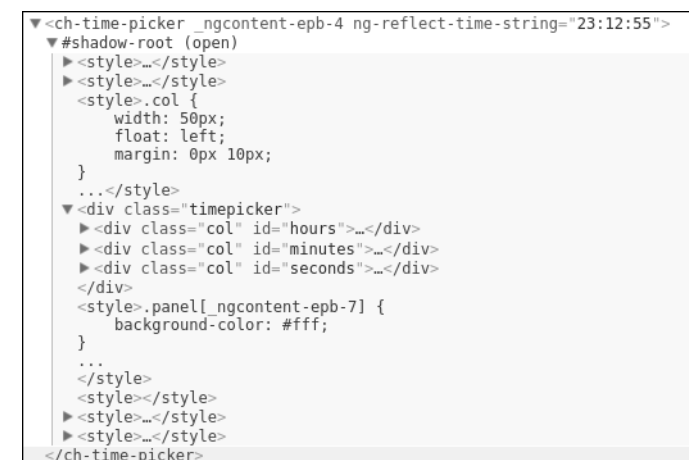 ▼<ch-time-picker _ngcontent-epb-4 ng-reflect-time-string="23:12:55">
▼#shadow-root (open)
▶<style>…</style>
▶<style>…</style>
<style>.col {
width: 50px;
float: left;
margin: 0px 10px;
}
...</style>
▼<div class="timepicker">
▶<div class="col" id="hours">…</div>
▶<div class="col" id="minutes">…</div>
▶<div class="col" id="seconds">…</div>
</div>
<style>.panel[_ngcontent-epb-7] {
background-color: #fff;
}
...
</style>
<style></style>
▶<style>…</style>
▶<style>…</style>
</ch-time-picker>